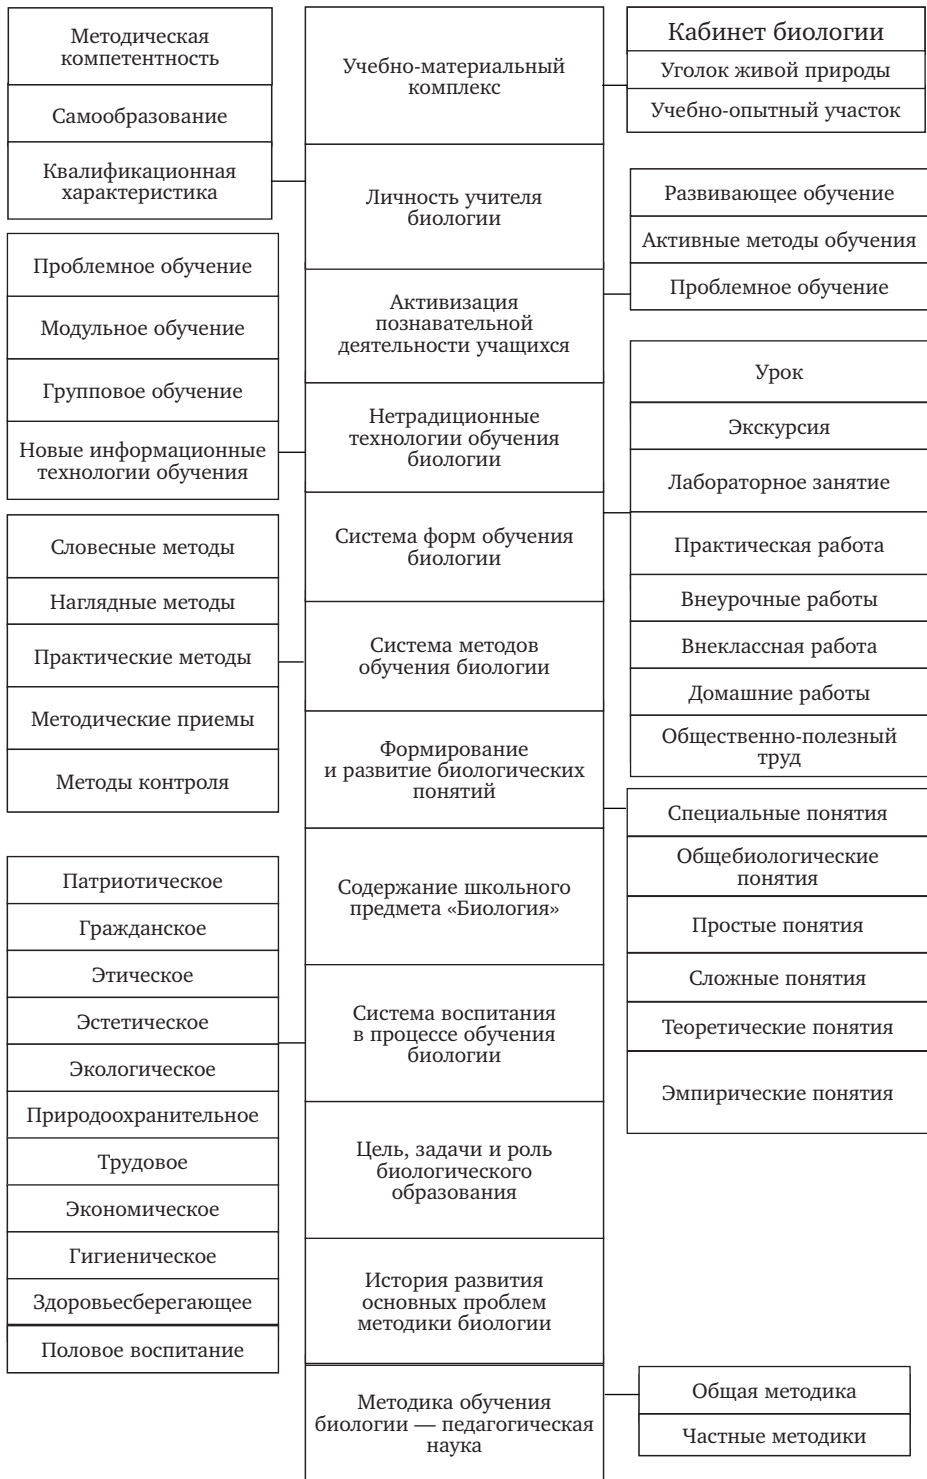 Методическая
компетентность
Самообразование
Квалификационная
характеристика
Проблемное обучение
Модульное обучение
Групповое обучение
Новые информационные
технологии обучения
Словесные методы
Наглядные методы
Практические методы
Методические приемы
Методы контроля
Патриотическое
Гражданское
Этическое
Эстетическое
Экологическое
Природоохранительное
Трудовое
Экономическое
Гигиеническое
Здоровьесберегающее
Половое воспитание
Учебно-материальный
комплекс
Личность учителя
биологии
Активизация
познавательной
деятельности учащихся
Нетрадиционные
технологии обучения
биологии
Система форм обучения
биологии
Система методов
обучения биологии
Формирование
и развитие биологических
понятий
Содержание школьного
предмета «Биология»
Система воспитания
в процессе обучения
биологии
Цель, задачи и роль
биологического
образования
История развития
основных проблем
методики биологии
Методика обучения
биологии — педагогическая
наука
Кабинет биологии
Уголок живой природы
Учебно-опытный участок
Развивающее обучение
Активные методы обучения
Проблемное обучение
Урок
Экскурсия
Лабораторное занятие
Практическая работа
Внеурочные работы
Внеклассная работа
Домашние работы
Общественно-полезный
труд
Специальные понятия
Общебиологические
понятия
Простые понятия
Сложные понятия
Теоретические понятия
Эмпирические понятия
Общая методика
Частные методики